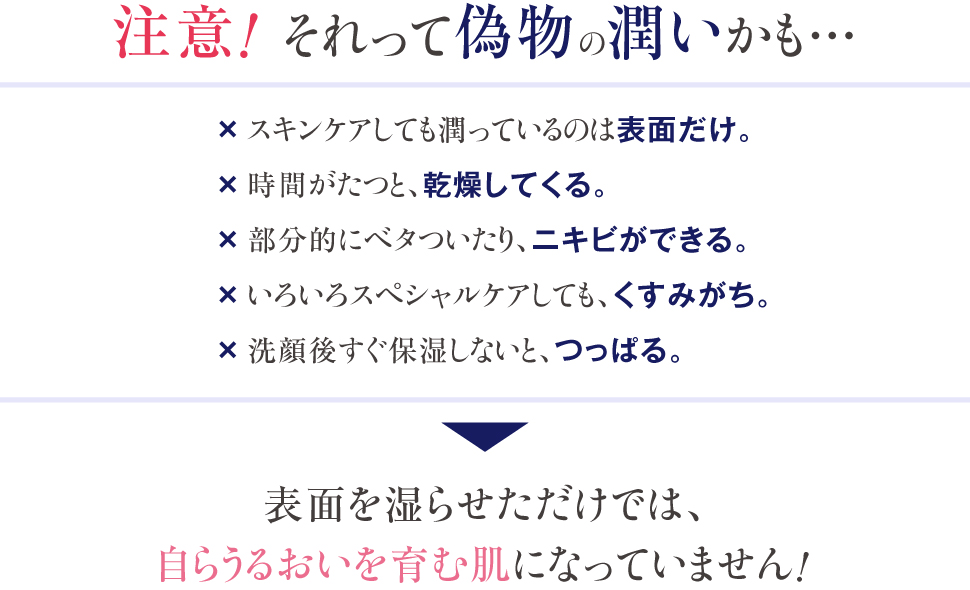 注意！それって偽物の潤いかも…
× スキンケアしても潤っているのは表面だけ。
× 時間がたつと、乾燥してくる。
× 部分的にベタついたり、ニキビができる。
× いろいろスペシャルケアしても、くすみがち。
× 洗顔後すぐ保湿しないと、つっぱる。
表面を湿らせただけでは、
自らうるおいを育む肌になっていません！